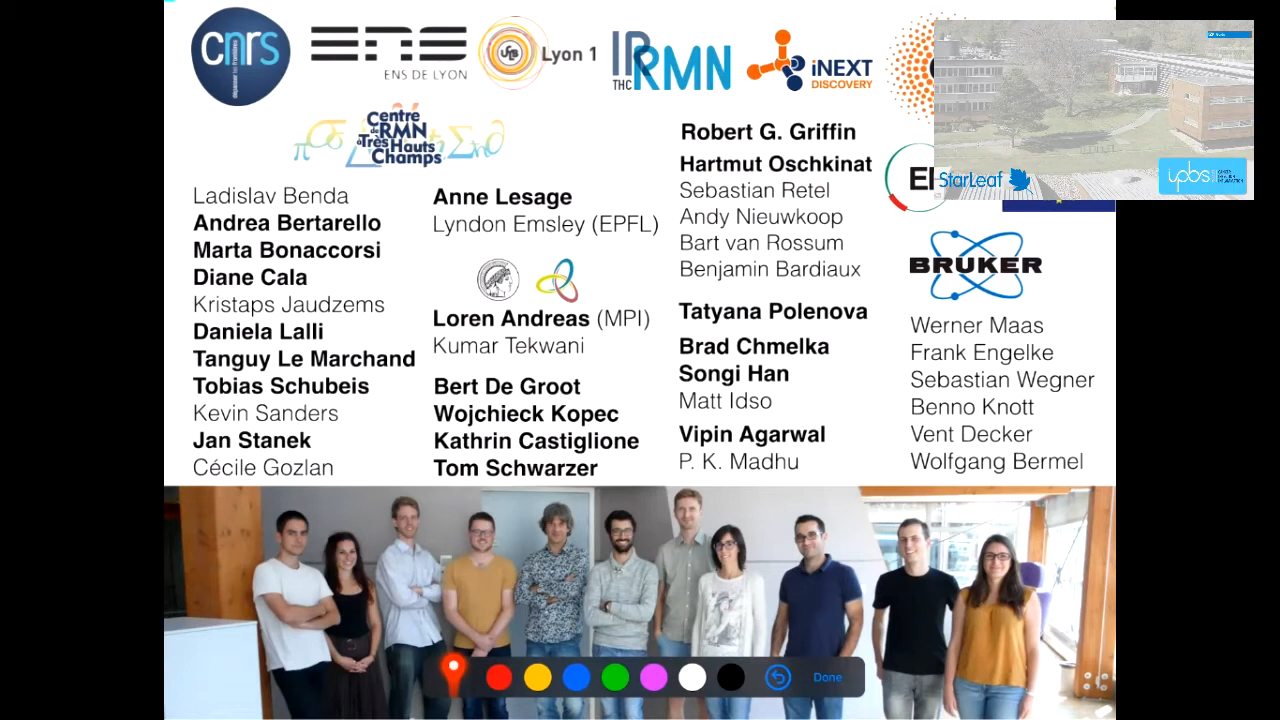 cnrs
dépasser les frontières
ENS
ENS DE LYON
UCB
Lyon 1
IR
RMN
THC
iNEXT
DISCOVERY
Centre
de RMN
à Très
Hauts
Champs
Ladislav Benda
Andrea Bertarello
Marta Bonaccorsi
Diane Cala
Kristaps Jaudzems
Daniela Lalli
Tanguy Le Marchand
Tobias Schubeis
Kevin Sanders
Jan Stanek
Cécile Gozlan
Anne Lesage
Lyndon Emsley (EPFL)
Loren Andreas (MPI)
Kumar Tekwani
Bert De Groot
Wojchieck Kopec
Kathrin Castiglione
Tom Schwarzer
Robert G. Griffin
Hartmut Oschkinat
Sebastian Retel
Andy Nieuwkoop
Bart van Rossum
Benjamin Bardiaux
Tatyana Polenova
Brad Chmelka
Songi Han
Matt Idso
Vipin Agarwal
P. K. Madhu
StarLeaf
BRUKER
Werner Maas
Frank Engelke
Sebastian Wegner
Benno Knott
Vent Decker
Wolfgang Bermel
Done